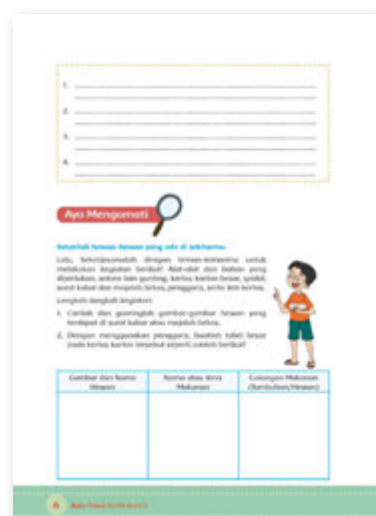 1.
2.
3.
4.
Ayo Mengamati
Amatilah hewan-hewan yang ada di sekitarmu.
Lalu, bekerjasamalah dengan teman-temanmu untuk
melakukan kegiatan berikut! Alat-alat dan bahan yang
diperlukan, antara lain gunting, kertas karton besar, spidol,
surat kabar dan majalah bekas, penggaris, serta lem kertas.
Langkah-langkah kegiatan:
1. Carilah dan guntinglah gambar-gambar hewan yang
terdapat di surat kabar atau majalah bekas.
2. Dengan menggunakan penggaris, buatlah tabel besar
pada kertas karton tersebut seperti contoh berikut!
Gambar dan Nama
Hewan
Nama atau Jenis
Makanan
Golongan Makanan
(Tumbuhan/Hewan)
6
Buku Siswa